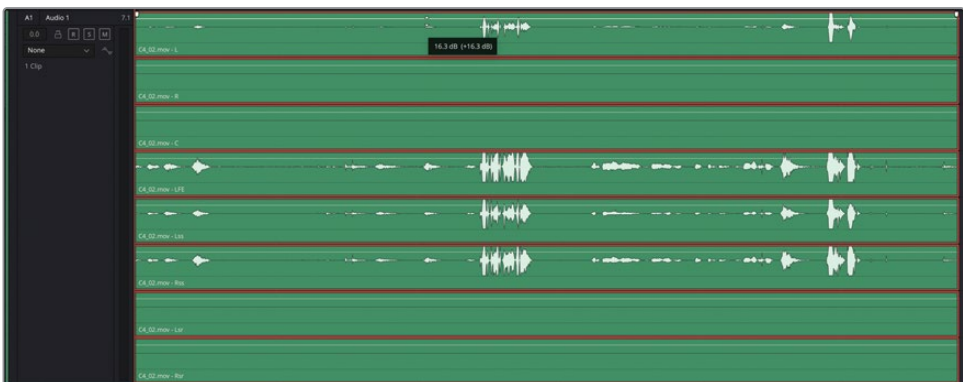 A1 Audio 1 7.1
0.0 R S M
None
1 Clip
16.3 dB (+16.3 dB)
C4_02.mov - L
C4_02.mov - R
C4_02.mov - C
C4_02.mov - LFE
C4_02.mov - Lss
C4_02.mov - Rss
C4_02.mov - Lsr
C4_02.mov - Rsr